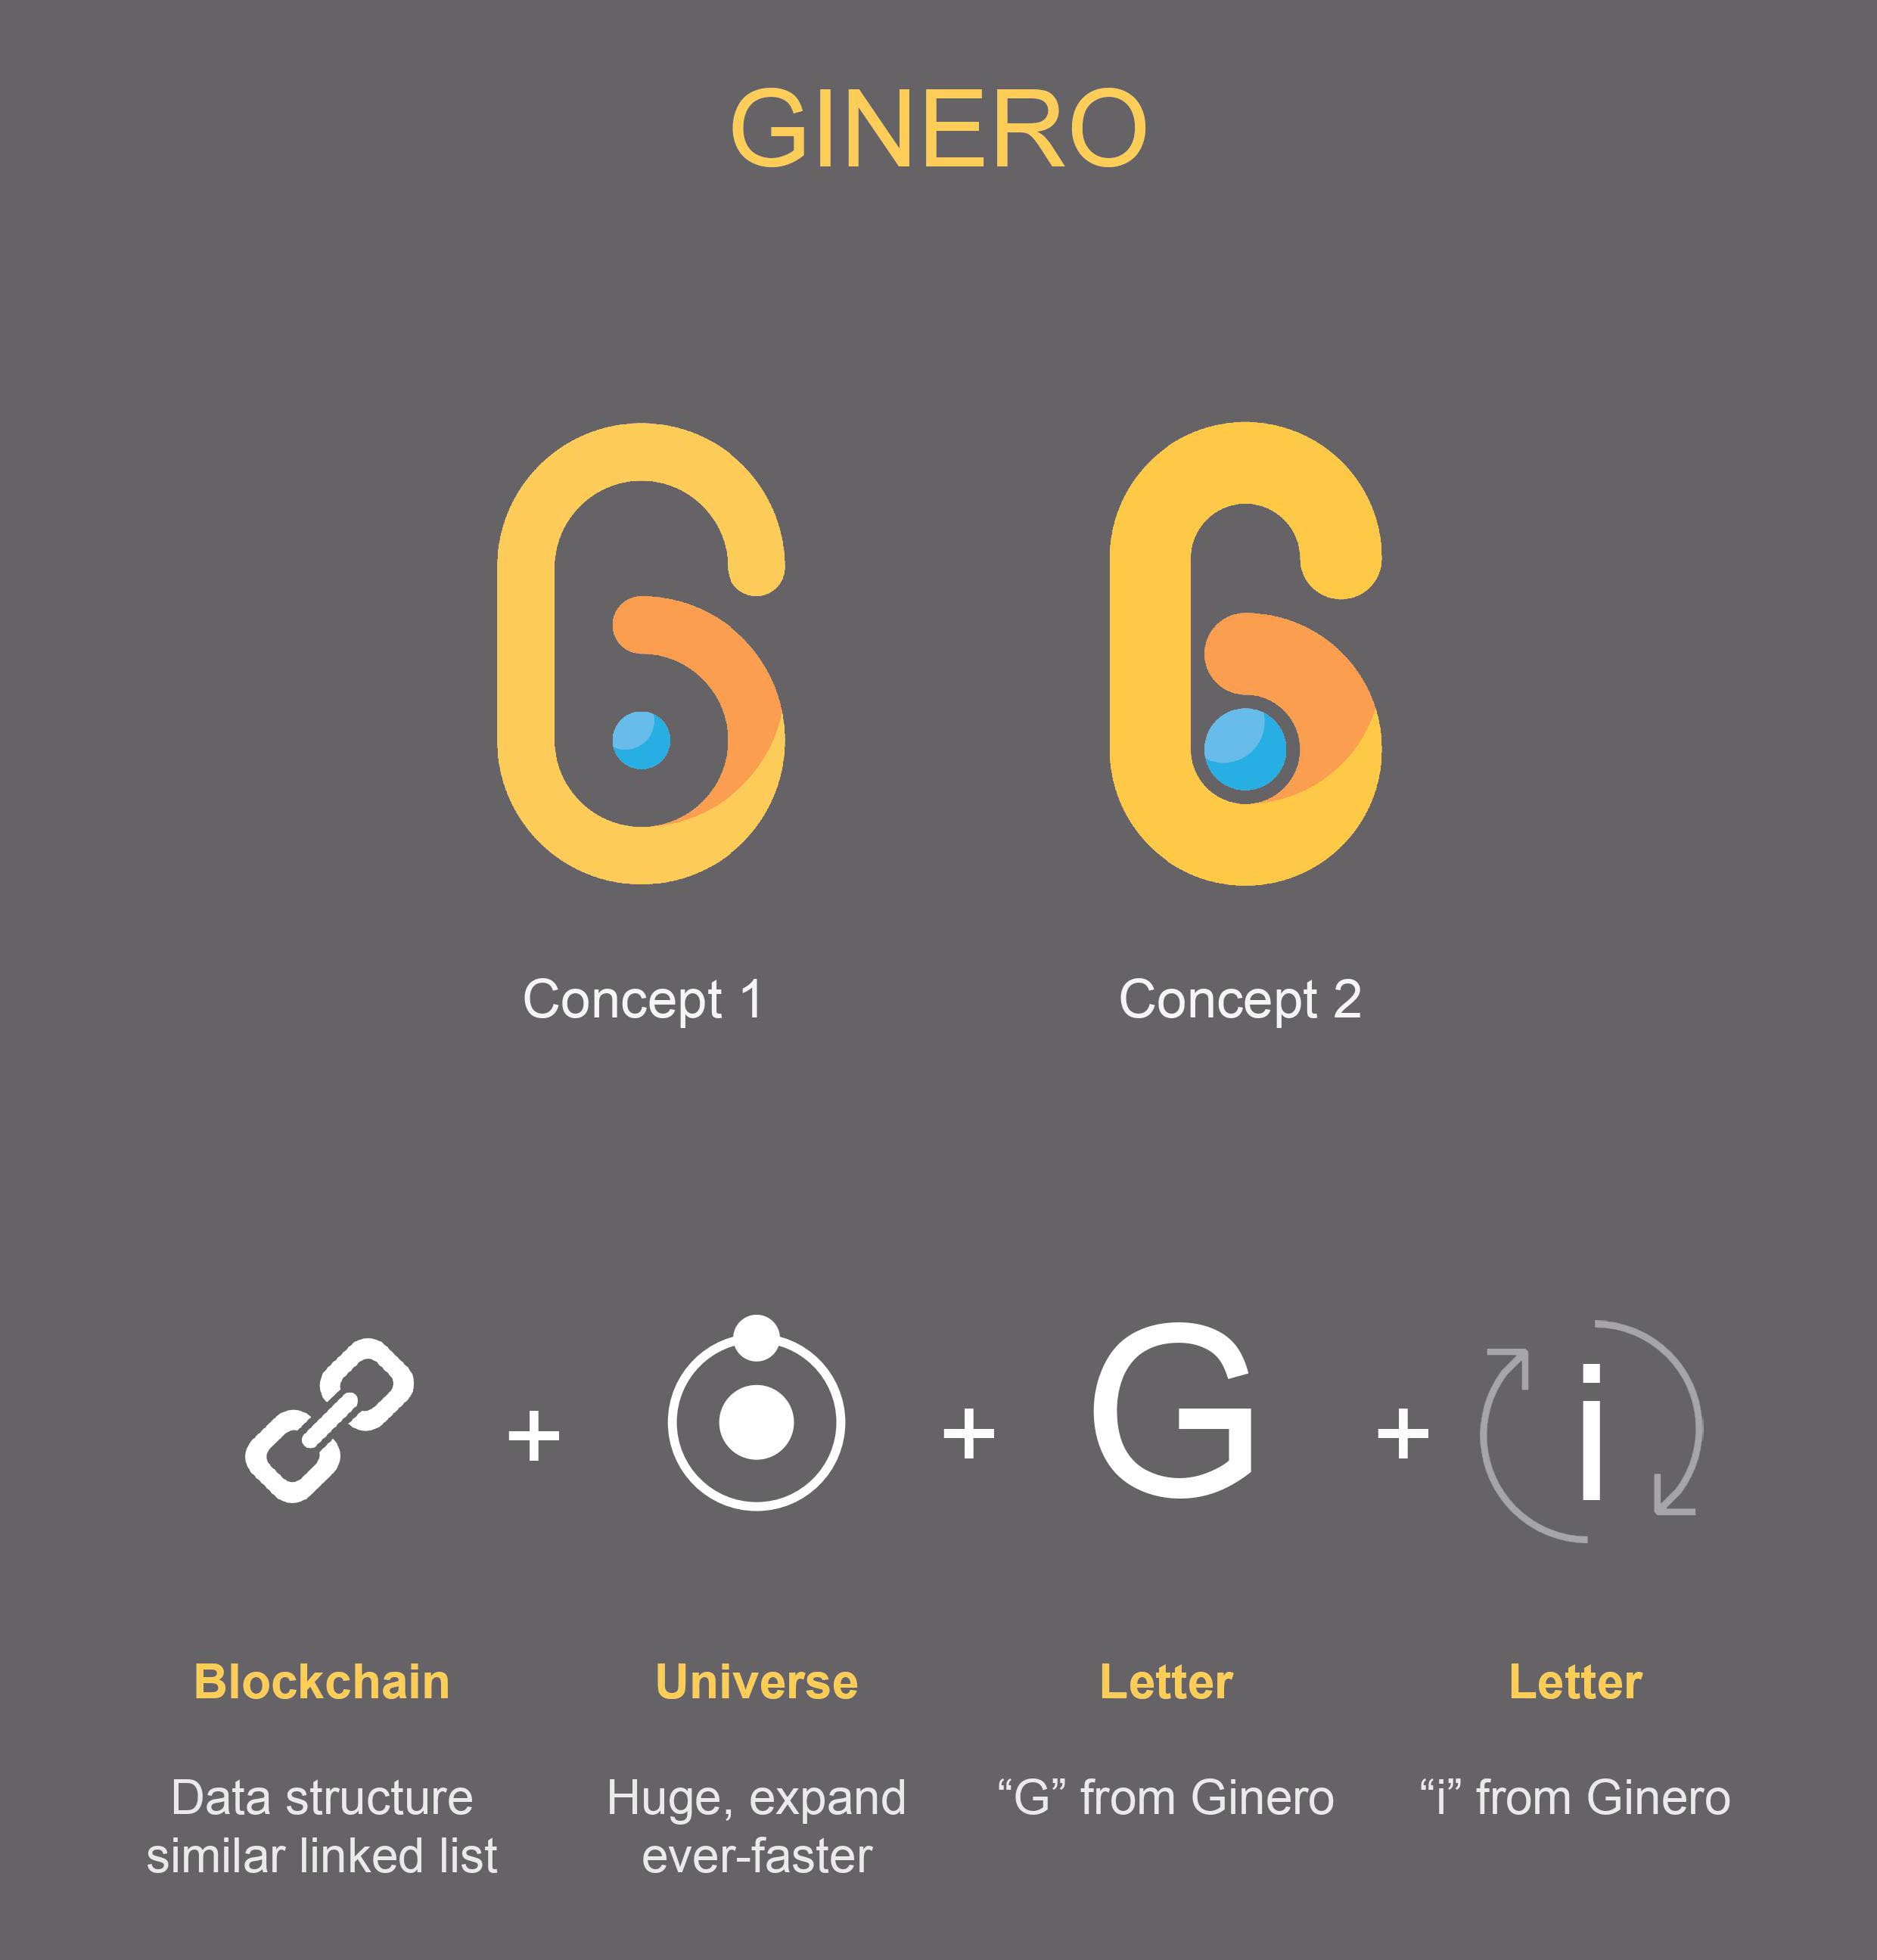 GINERO
Concept 1
Concept 2
+
+
G
+
i
Blockchain
Universe
Letter
Letter
Data structure
similar linked list
Huge, expand
ever-faster
“G” from Ginero
“i” from Ginero